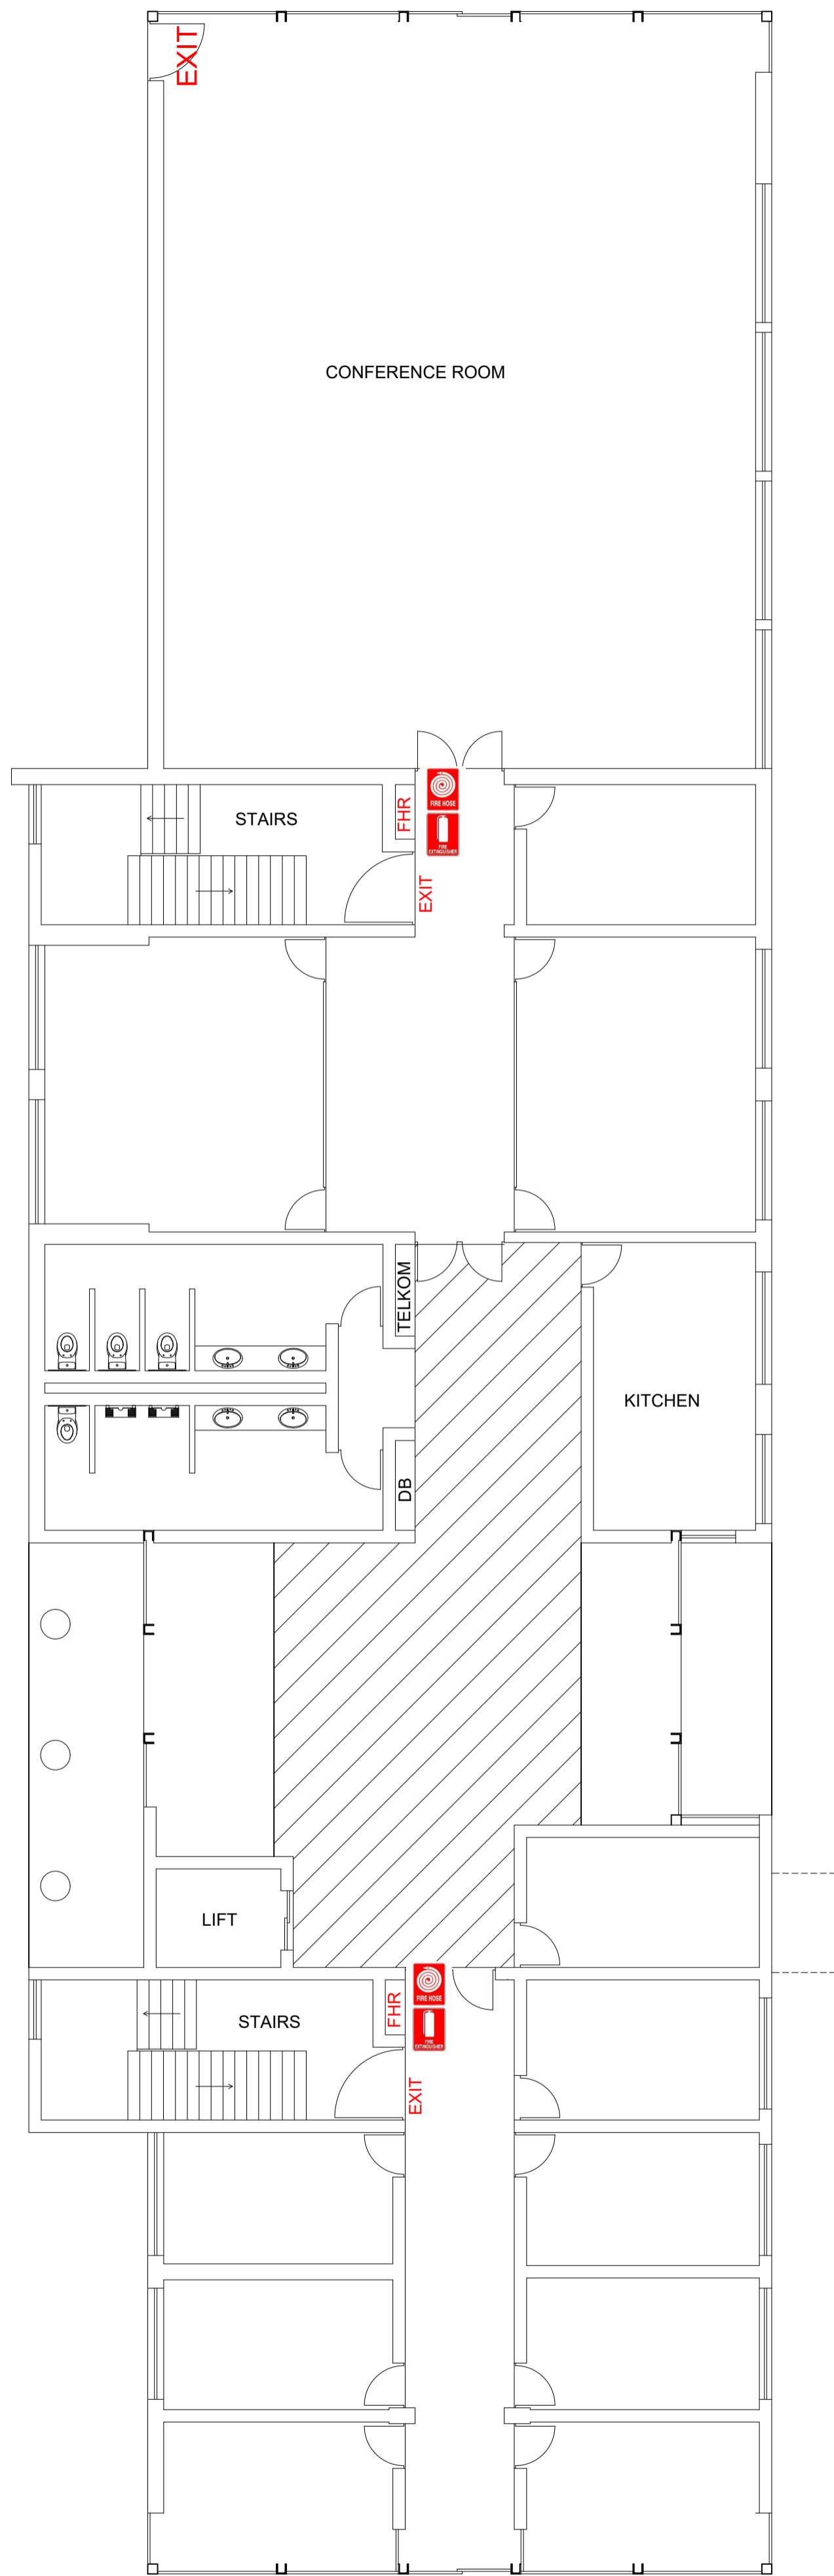 EXIT
CONFERENCE ROOM
STAIRS
FHR
FIRE HOSE
FIRE
EXTINGUISHER
EXIT
TELKOM
KITCHEN
DB
LIFT
STAIRS
FHR
FIRE HOSE
FIRE
EXTINGUISHER
EXIT